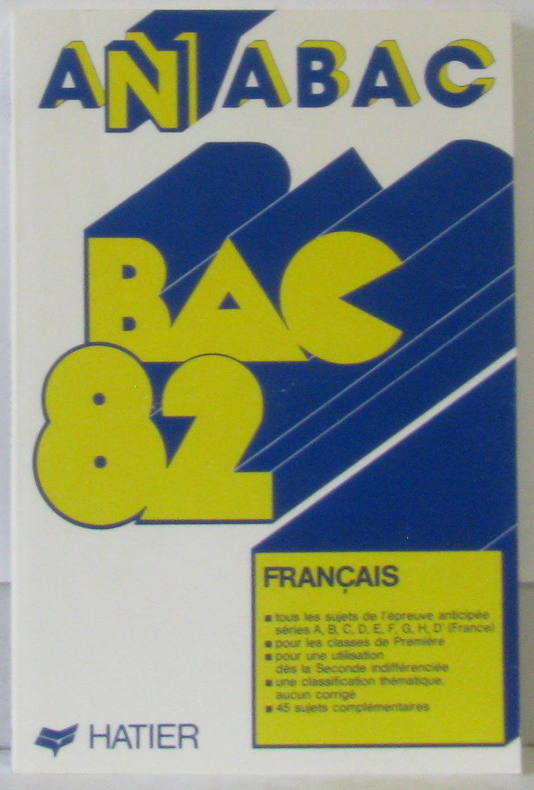 ANNABAC
BAC
82
FRANÇAIS
■ tous les sujets de l'épreuve anticipée
séries A, B, C, D, E, F, G, H, D' (France)
■ pour les classes de Première
■ pour une utilisation
dès la Seconde indifférenciée
■ une classification thématique,
aucun corrigé
■ 45 sujets complémentaires
HATIER